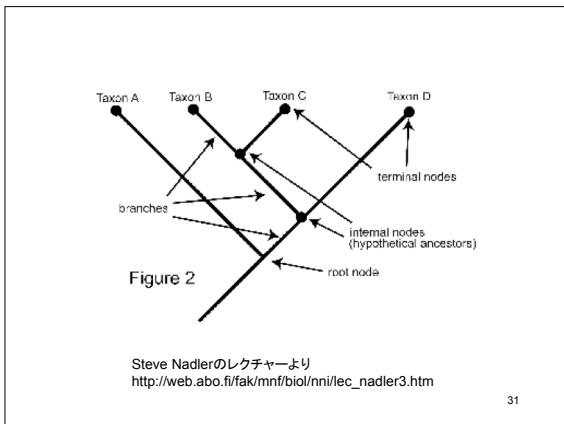 Taxon A
Taxon B
Taxon C
Taxon D
terminal nodes
branches
internal nodes
(hypothetical ancestors)
root node
Figure 2
Steve Nadlerのレクチャーより
http://web.abo.fi/fak/mnf/biol/nni/lec_nadler3.htm
31